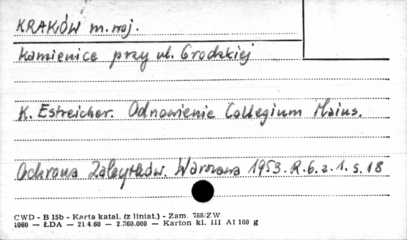 KRAKÓW m. woj.
Kamienice przy ul. Grodzkiej
K. Estreicher. Odnowienie Collegium Maius.
Ochrona Zabytków. Warszawa 1953. R. 6. z. 1. s. 18
CWD - B 15b - Karta katal. (z liniat.) - Zam. 788/ZW
1060 — ŁDA — 21.4.60 — 2.760.000 — Karton kl. III A1 160 g